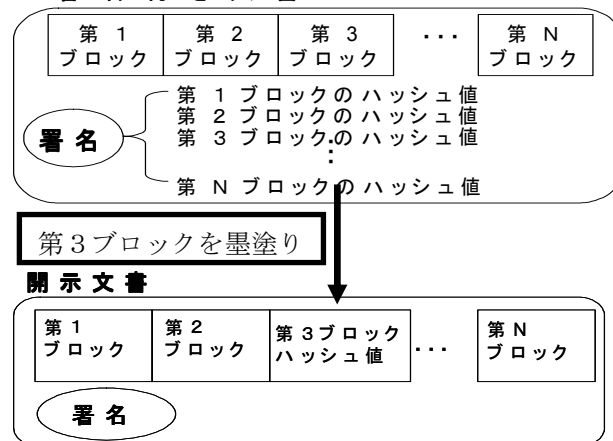 第 1
ブロック
第 2
ブロック
第 3
ブロック
・・・
第 N
ブロック
署名
第 1 ブロックのハッシュ値
第 2 ブロックのハッシュ値
第 3 ブロックのハッシュ値
第 N ブロックのハッシュ値
第3ブロックを墨塗り
開示文書
第 1
ブロック
第 2
ブロック
第 3ブロック
ハッシュ値
・・・
第 N
ブロック
署名